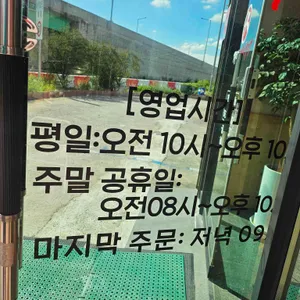 [영업시간]
평일:오전 10시~오후 10
주말 공휴일:
오전08시~오후 10
마지막 주문: 저녁 09